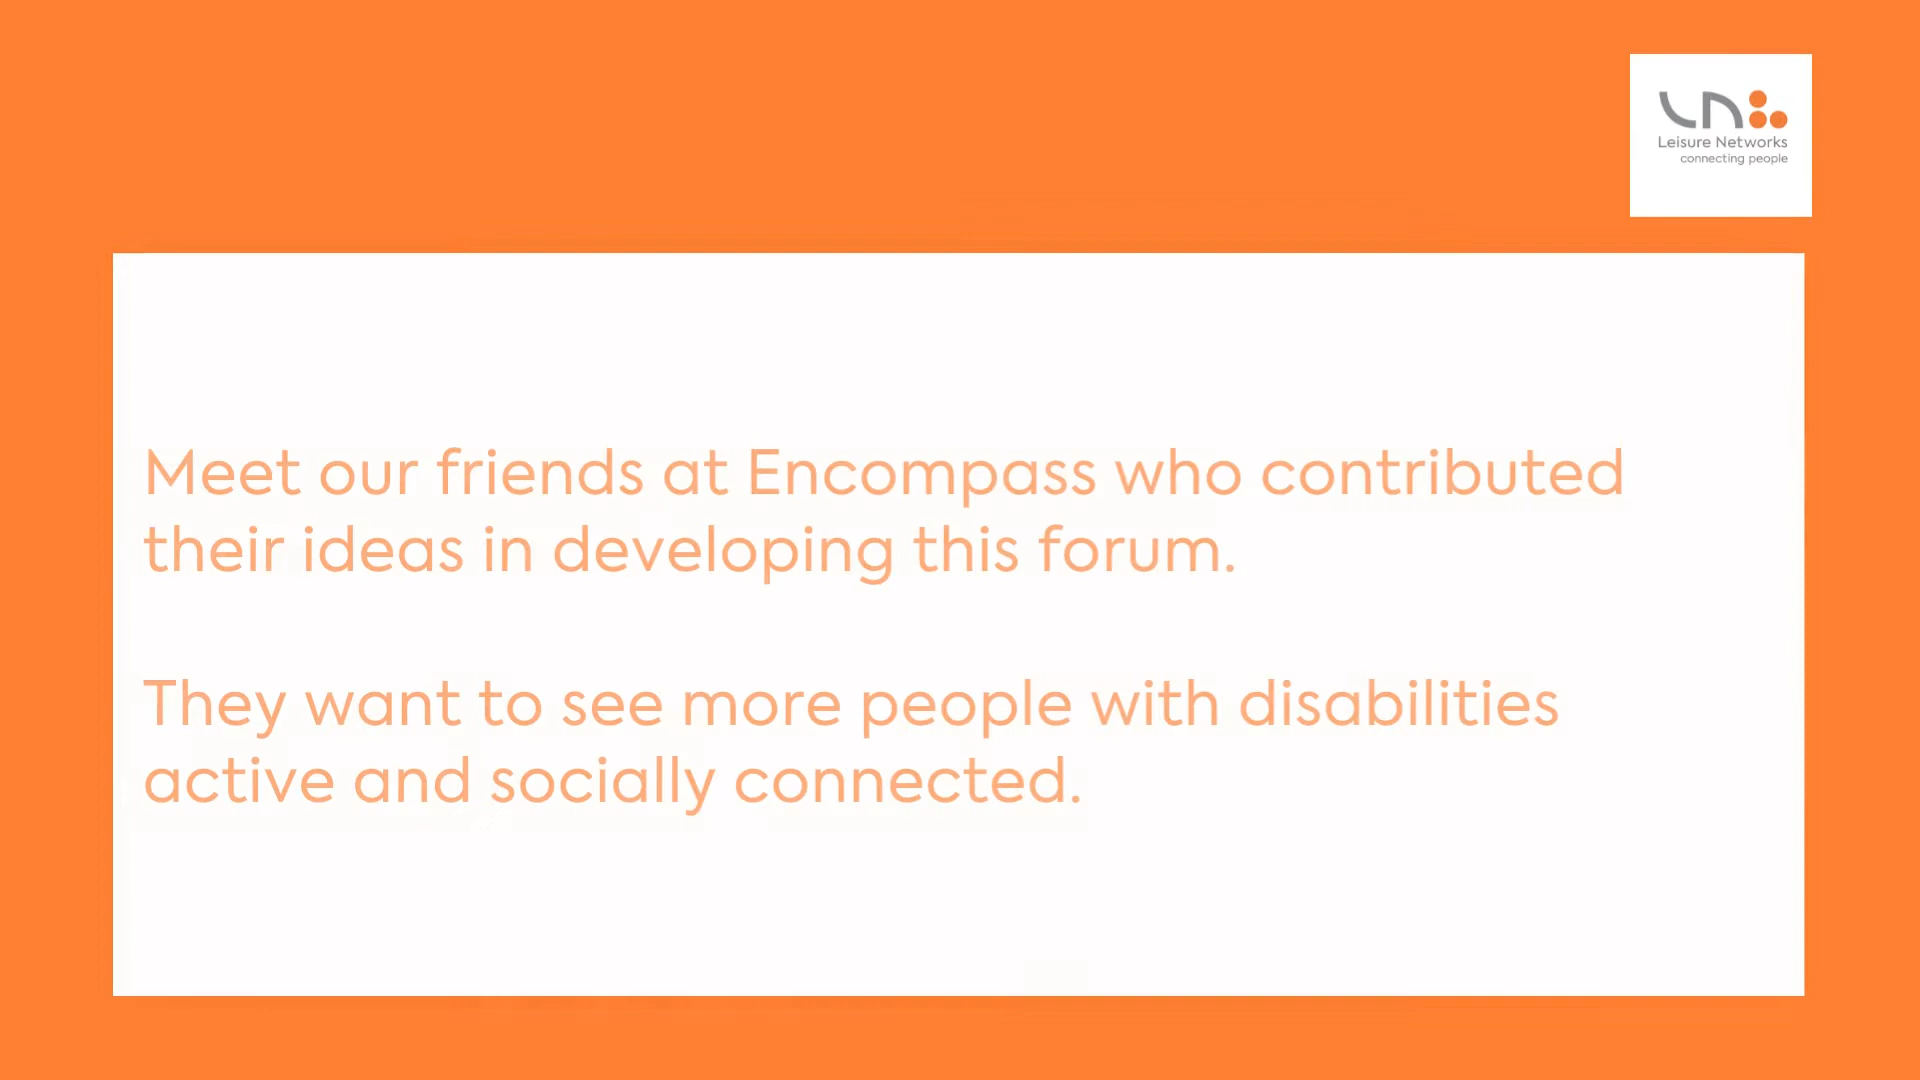 Leisure Networks
connecting people
Meet our friends at Encompass who contributed
their ideas in developing this forum.
They want to see more people with disabilities
active and socially connected.